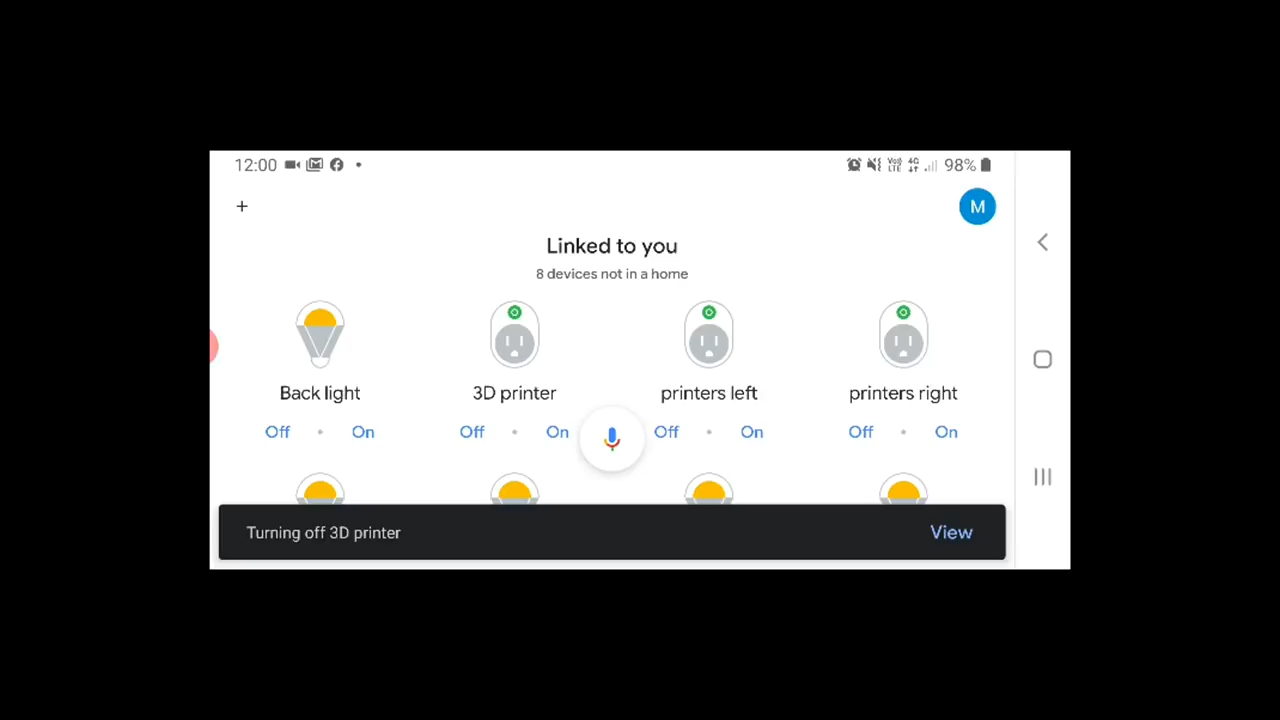 12:00 98%
M
Linked to you
8 devices not in a home
Back light 3D printer printers left printers right
Off • On Off • On Off • On Off • On
Turning off 3D printer View